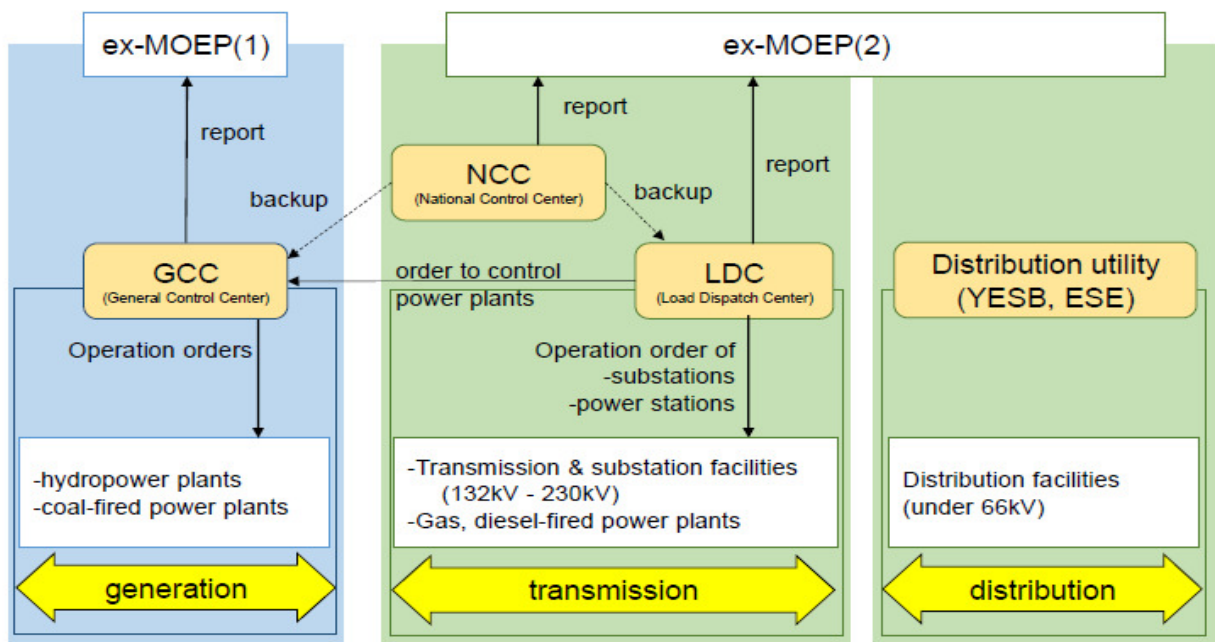 ex-MOEP(1)
ex-MOEP(2)
report
report
report
NCC
(National Control Center)
backup
backup
GCC
(General Control Center)
order to control
power plants
LDC
(Load Dispatch Center)
Distribution utility
(YESB, ESE)
Operation orders
Operation order of
-substations
-power stations
-hydropower plants
-coal-fired power plants
-Transmission & substation facilities
(132kV - 230kV)
-Gas, diesel-fired power plants
Distribution facilities
(under 66kV)
generation
transmission
distribution